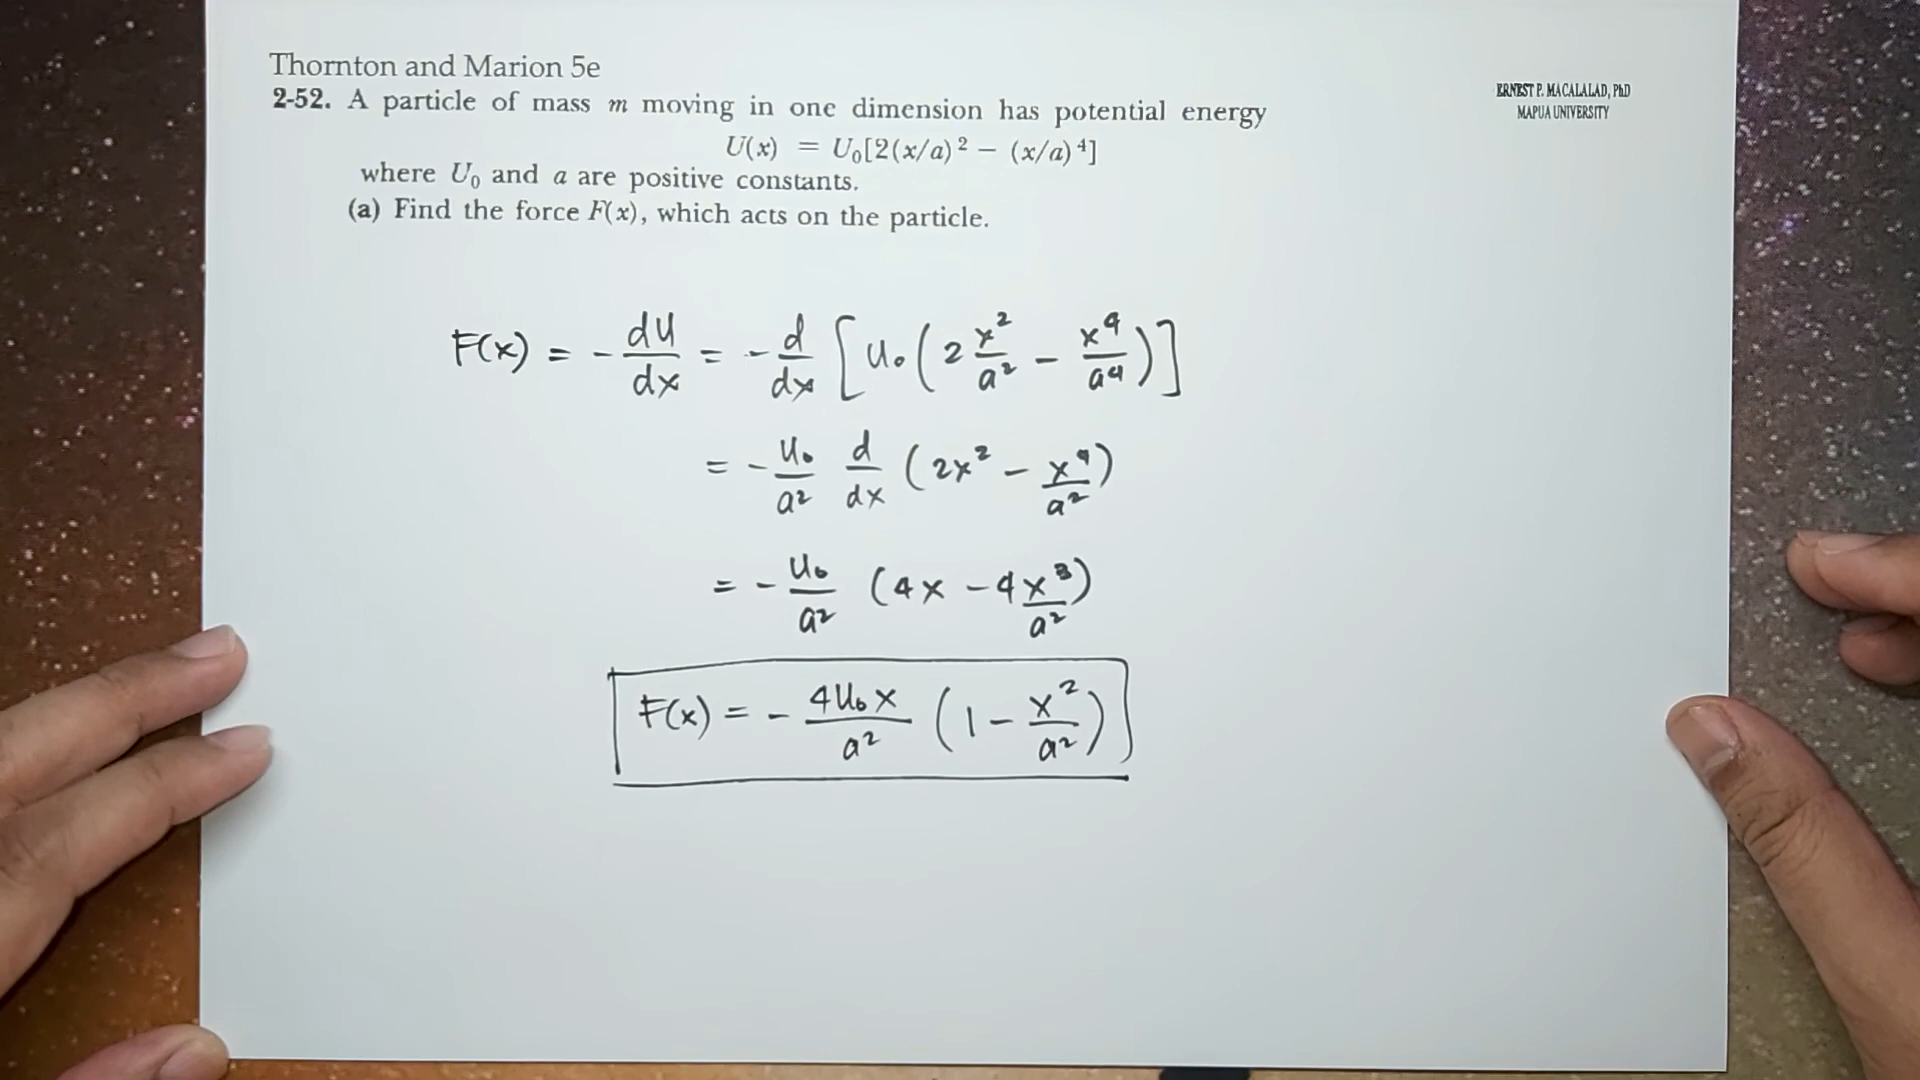 Thornton and Marion 5e
ERNEST P. MACALALAD, PhD
MAPUA UNIVERSITY
2-52. A particle of mass m moving in one dimension has potential energy
U(x) = U₀[2(x/a)² − (x/a)⁴]
where U₀ and a are positive constants.
(a) Find the force F(x), which acts on the particle.
F(x) = - dU/dx = - d/dx [U₀(2 x²/a² - x⁴/a⁴)]
= - U₀/a² d/dx (2x² - x⁴/a²)
= - U₀/a² (4x - 4x³/a²)
F(x) = - 4U₀x/a² (1 - x²/a²)